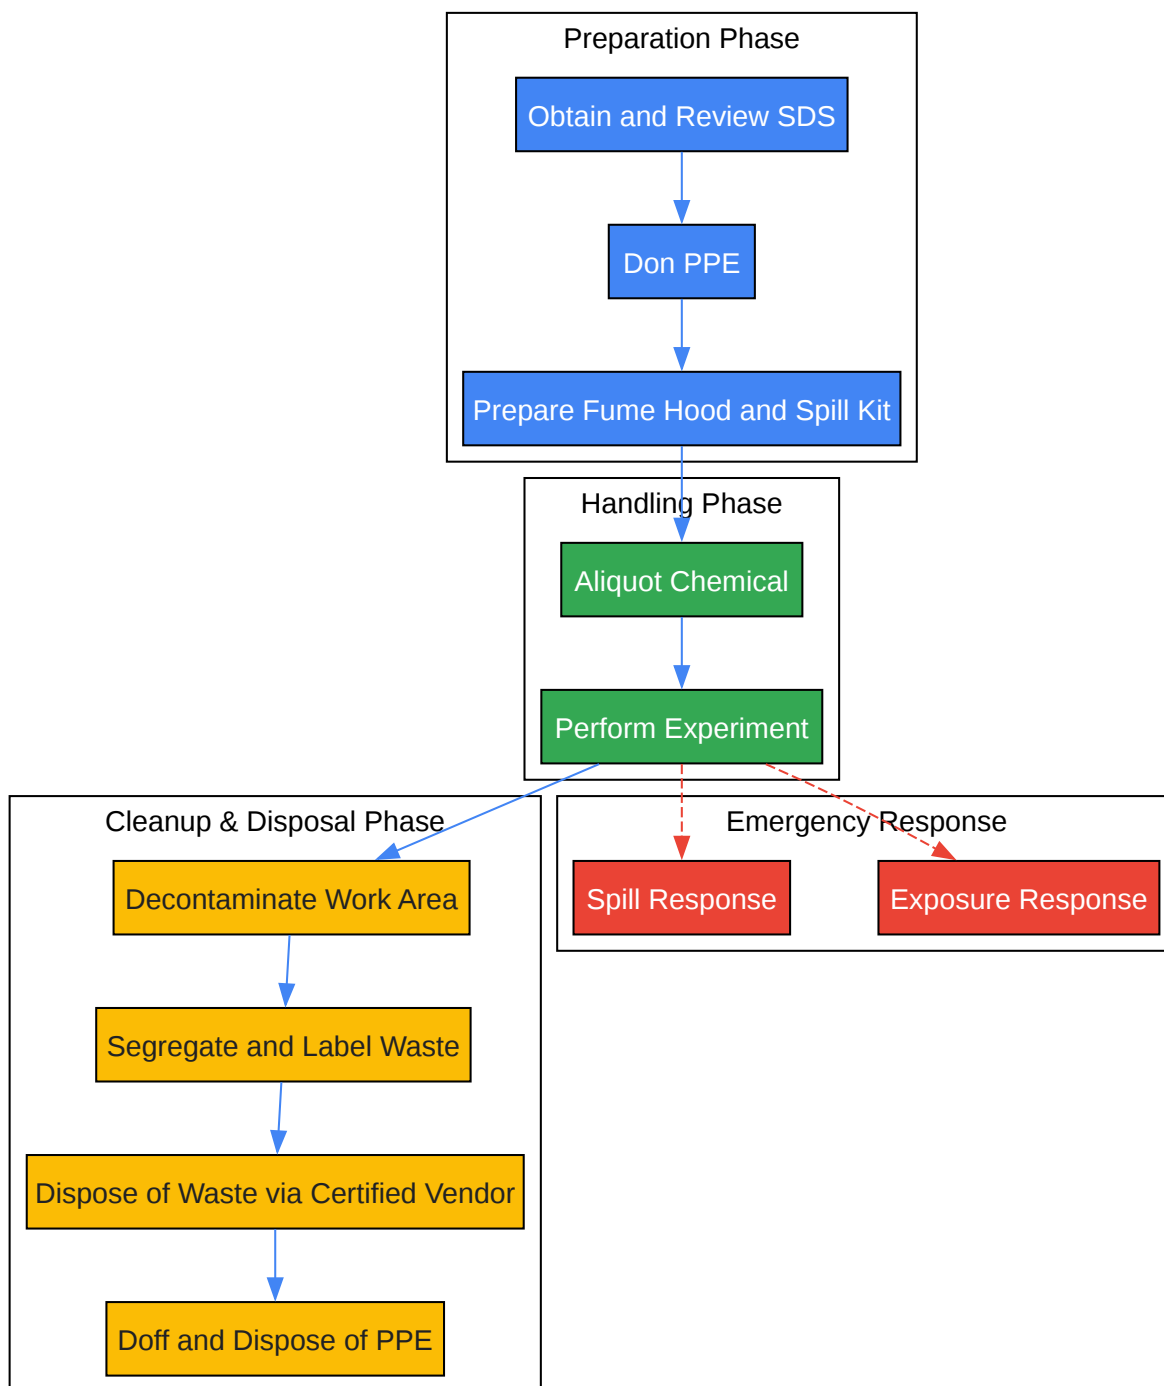 Preparation Phase
Obtain and Review SDS
Don PPE
Prepare Fume Hood and Spill Kit
Handling Phase
Aliquot Chemical
Perform Experiment
Cleanup & Disposal Phase
Decontaminate Work Area
Segregate and Label Waste
Dispose of Waste via Certified Vendor
Doff and Dispose of PPE
Emergency Response
Spill Response
Exposure Response